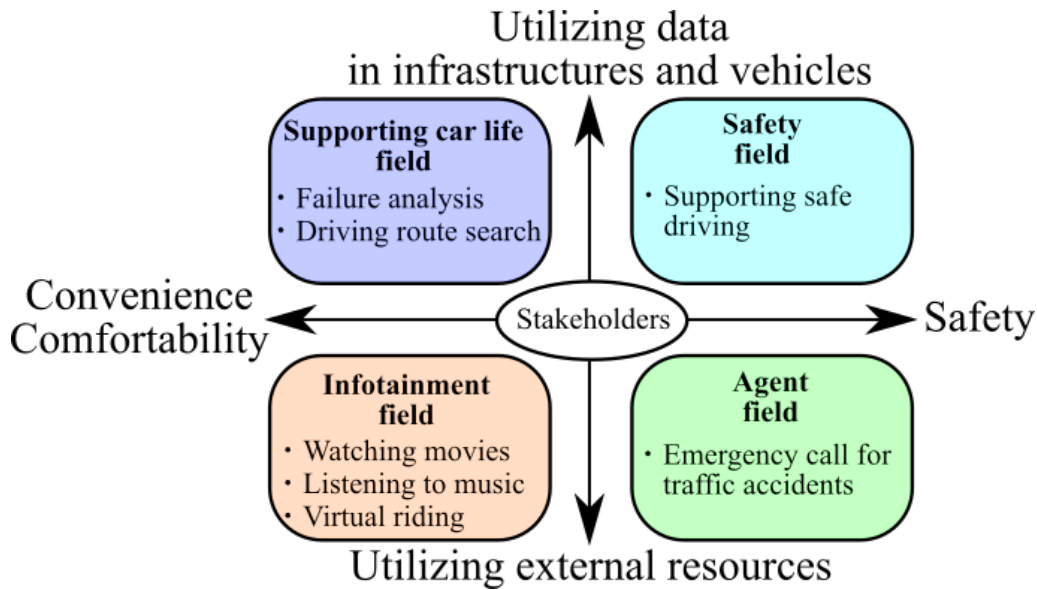 Utilizing data
in infrastructures and vehicles
Supporting car life
field
・ Failure analysis
・ Driving route search
Safety
field
・ Supporting safe
driving
Convenience
Comfortability
Stakeholders
Safety
Infotainment
field
・ Watching movies
・ Listening to music
・ Virtual riding
Agent
field
・ Emergency call for
traffic accidents
Utilizing external resources